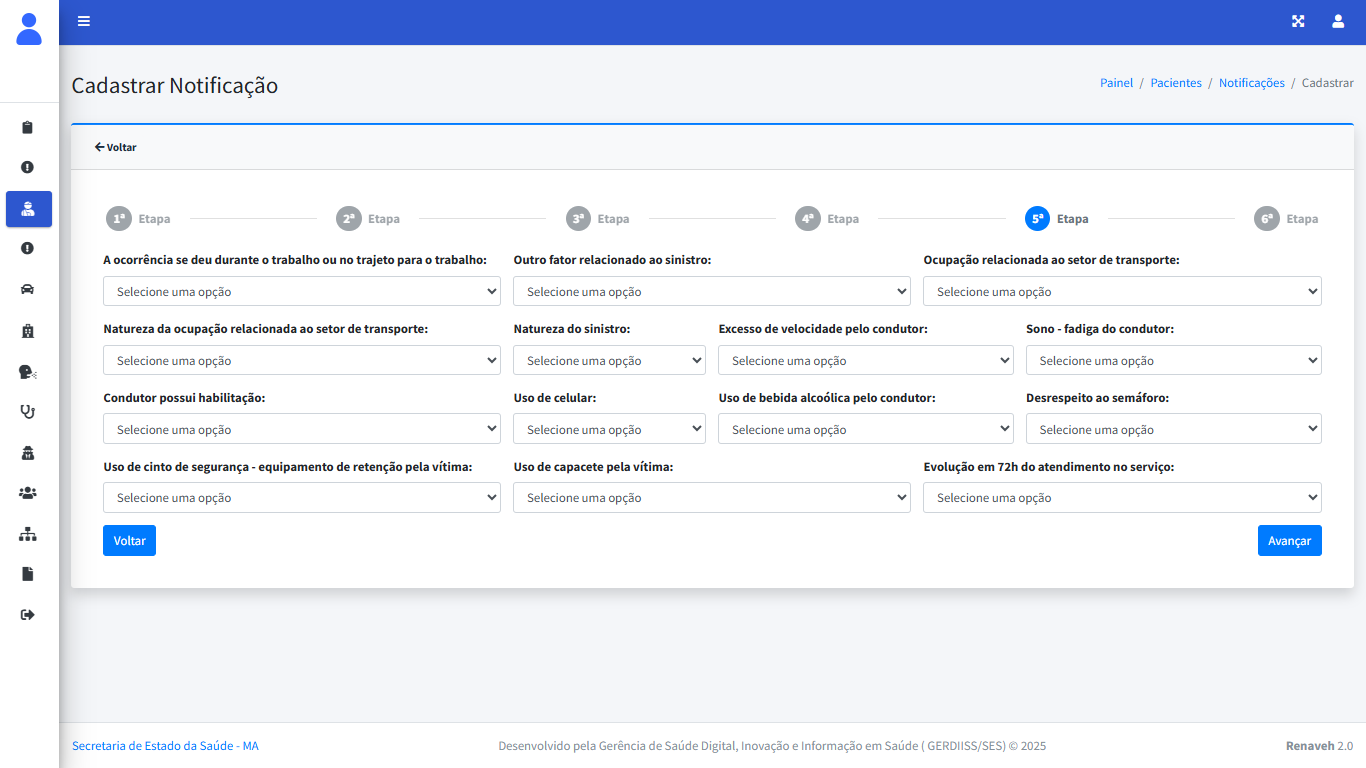 Cadastrar Notificação
Painel / Pacientes / Notificações / Cadastrar
Voltar
1ª Etapa 2ª Etapa 3ª Etapa 4ª Etapa 5ª Etapa 6ª Etapa
A ocorrência se deu durante o trabalho ou no trajeto para o trabalho: Outro fator relacionado ao sinistro: Ocupação relacionada ao setor de transporte:
Selecione uma opção Selecione uma opção Selecione uma opção
Natureza da ocupação relacionada ao setor de transporte: Natureza do sinistro: Excesso de velocidade pelo condutor: Sono - fadiga do condutor:
Selecione uma opção Selecione uma opção Selecione uma opção Selecione uma opção
Condutor possui habilitação: Uso de celular: Uso de bebida alcoólica pelo condutor: Desrespeito ao semáforo:
Selecione uma opção Selecione uma opção Selecione uma opção Selecione uma opção
Uso de cinto de segurança - equipamento de retenção pela vítima: Uso de capacete pela vítima: Evolução em 72h do atendimento no serviço:
Selecione uma opção Selecione uma opção Selecione uma opção
Voltar Avançar
Secretaria de Estado da Saúde - MA Desenvolvido pela Gerência de Saúde Digital, Inovação e Informação em Saúde ( GERDIISS/SES) © 2025 Renaveh 2.0